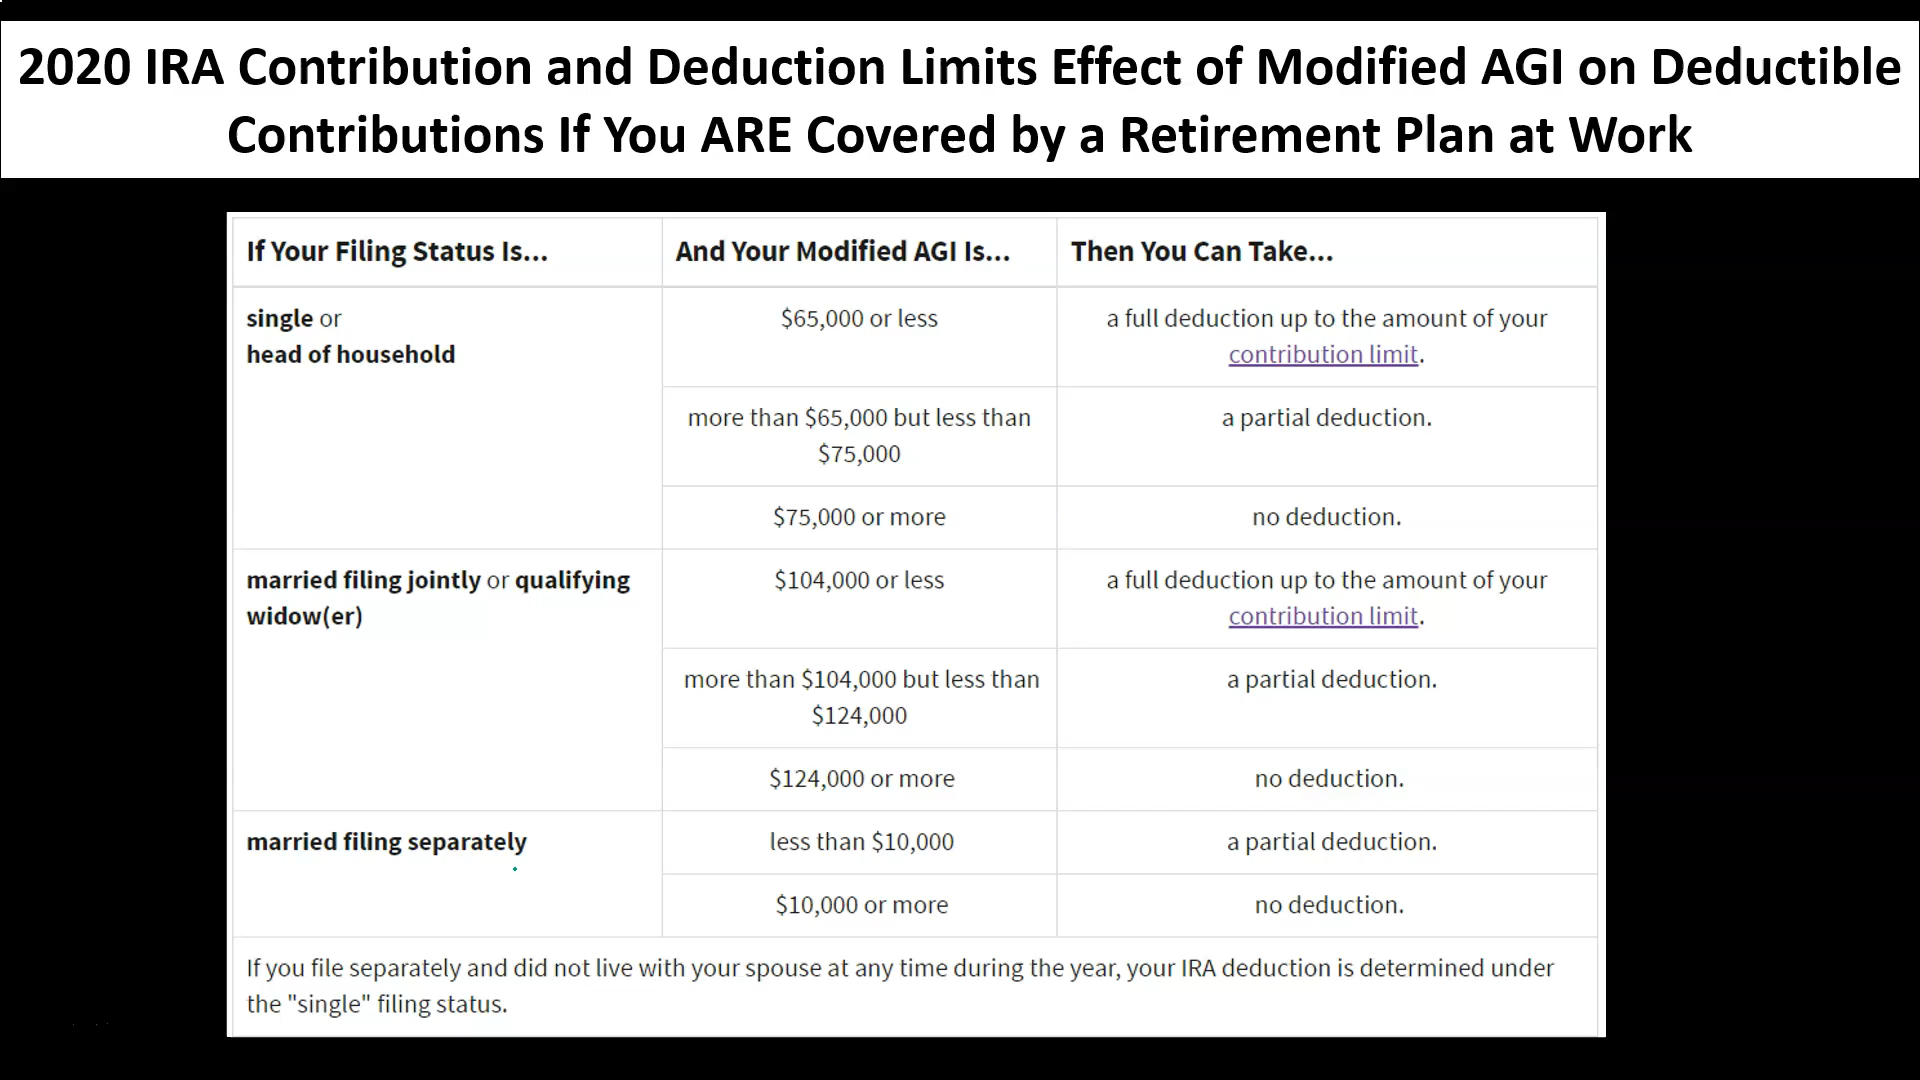 2020 IRA Contribution and Deduction Limits Effect of Modified AGI on Deductible
Contributions If You ARE Covered by a Retirement Plan at Work
If Your Filing Status Is...
And Your Modified AGI Is...
Then You Can Take...
single or
head of household
$65,000 or less
a full deduction up to the amount of your
contribution limit.
more than $65,000 but less than
$75,000
a partial deduction.
$75,000 or more
no deduction.
married filing jointly or qualifying
widow(er)
$104,000 or less
a full deduction up to the amount of your
contribution limit.
more than $104,000 but less than
$124,000
a partial deduction.
$124,000 or more
no deduction.
married filing separately
less than $10,000
a partial deduction.
$10,000 or more
no deduction.
If you file separately and did not live with your spouse at any time during the year, your IRA deduction is determined under
the "single" filing status.